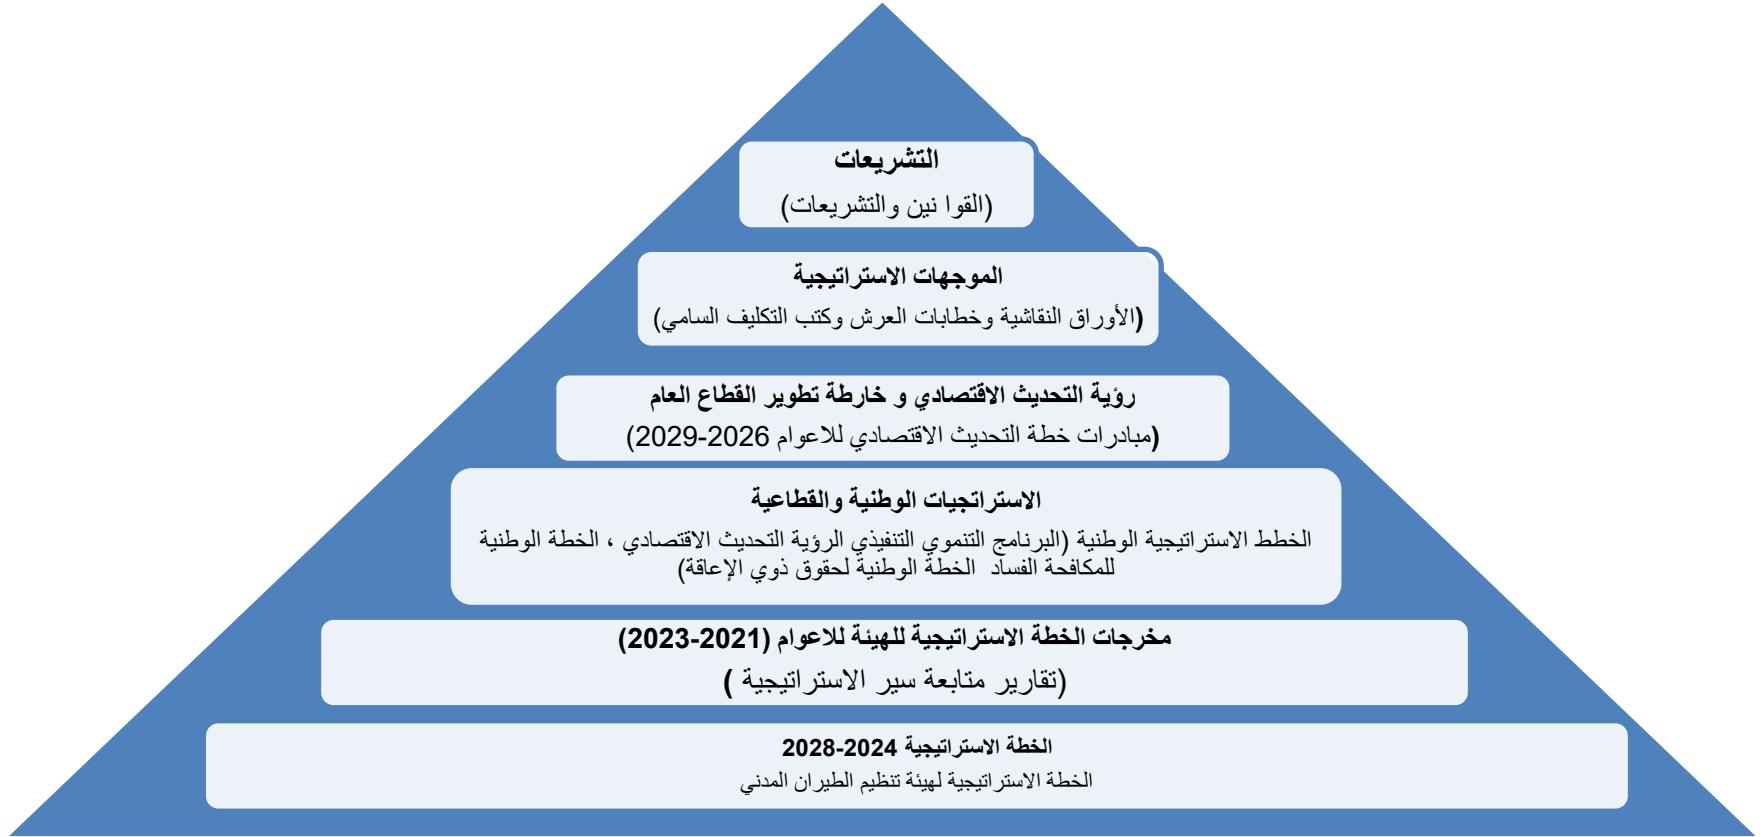 التشريعات
(القوا نين والتشريعات)
الموجهات الاستراتيجية
(الأوراق النقاشية وخطابات العرش وكتب التكليف السامي)
رؤية التحديث الاقتصادي و خارطة تطوير القطاع العام
(مبادرات خطة التحديث الاقتصادي للاعوام 2026-2029)
الاستراتجيات الوطنية والقطاعية
الخطط الاستراتيجية الوطنية (البرنامج التنموي التنفيذي الرؤية التحديث الاقتصادي ، الخطة الوطنية
للمكافحة الفساد الخطة الوطنية لحقوق ذوي الإعاقة)
مخرجات الخطة الاستراتيجية للهيئة للاعوام (2021-2023)
(تقارير متابعة سير الاستراتيجية )
الخطة الاستراتيجية 2024-2028
الخطة الاستراتيجية لهيئة تنظيم الطيران المدني